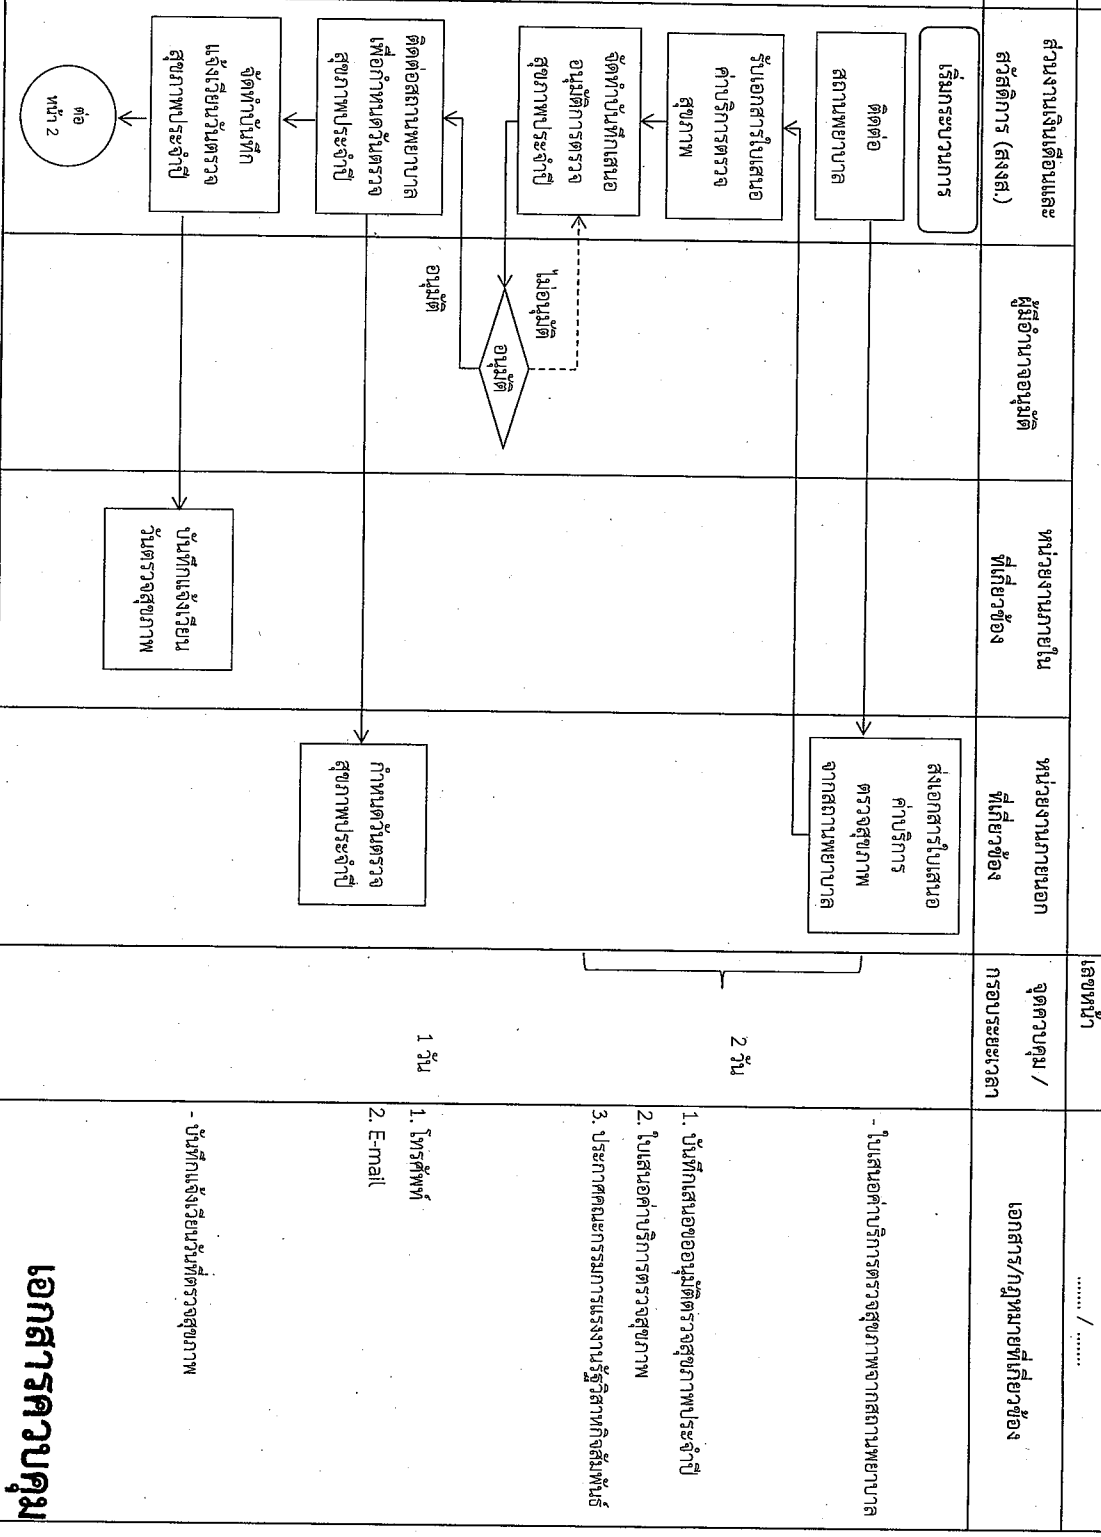 เลขหน้า
........ / ........
ส่วนงานเงินเดือนและ
สวัสดิการ (สงงส.)
ผู้มีอำนาจอนุมัติ
หน่วยงานภายใน
ที่เกี่ยวข้อง
หน่วยงานภายนอก
ที่เกี่ยวข้อง
จุดควบคุม /
กรอบระยะเวลา
เอกสาร/กฎหมายที่เกี่ยวข้อง
เริ่มกระบวนการ
ติดต่อ
สถานพยาบาล
ส่งเอกสารใบเสนอ
ค่าบริการ
ตรวจสุขภาพ
จากสถานพยาบาล
- ใบเสนอค่าบริการตรวจสุขภาพจากสถานพยาบาล
รับเอกสารใบเสนอ
ค่าบริการตรวจ
สุขภาพ
2 วัน
จัดทำบันทึกเสนอ
อนุมัติการตรวจ
สุขภาพประจำปี
ไม่อนุมัติ
อนุมัติ
อนุมัติ
1. บันทึกเสนอขออนุมัติตรวจสุขภาพประจำปี
2. ใบเสนอค่าบริการตรวจสุขภาพ
3. ประกาศคณะกรรมการแรงงานรัฐวิสาหกิจสัมพันธ์
ติดต่อสถานพยาบาล
เพื่อกำหนดวันตรวจ
สุขภาพประจำปี
กำหนดวันตรวจ
สุขภาพประจำปี
1 วัน
1. โทรศัพท์
2. E-mail
จัดทำบันทึก
แจ้งเวียนวันตรวจ
สุขภาพประจำปี
บันทึกแจ้งเวียน
วันตรวจสุขภาพ
- บันทึกแจ้งเวียนวันที่ตรวจสุขภาพ
ต่อ
หน้า 2
เอกสารควบคุม